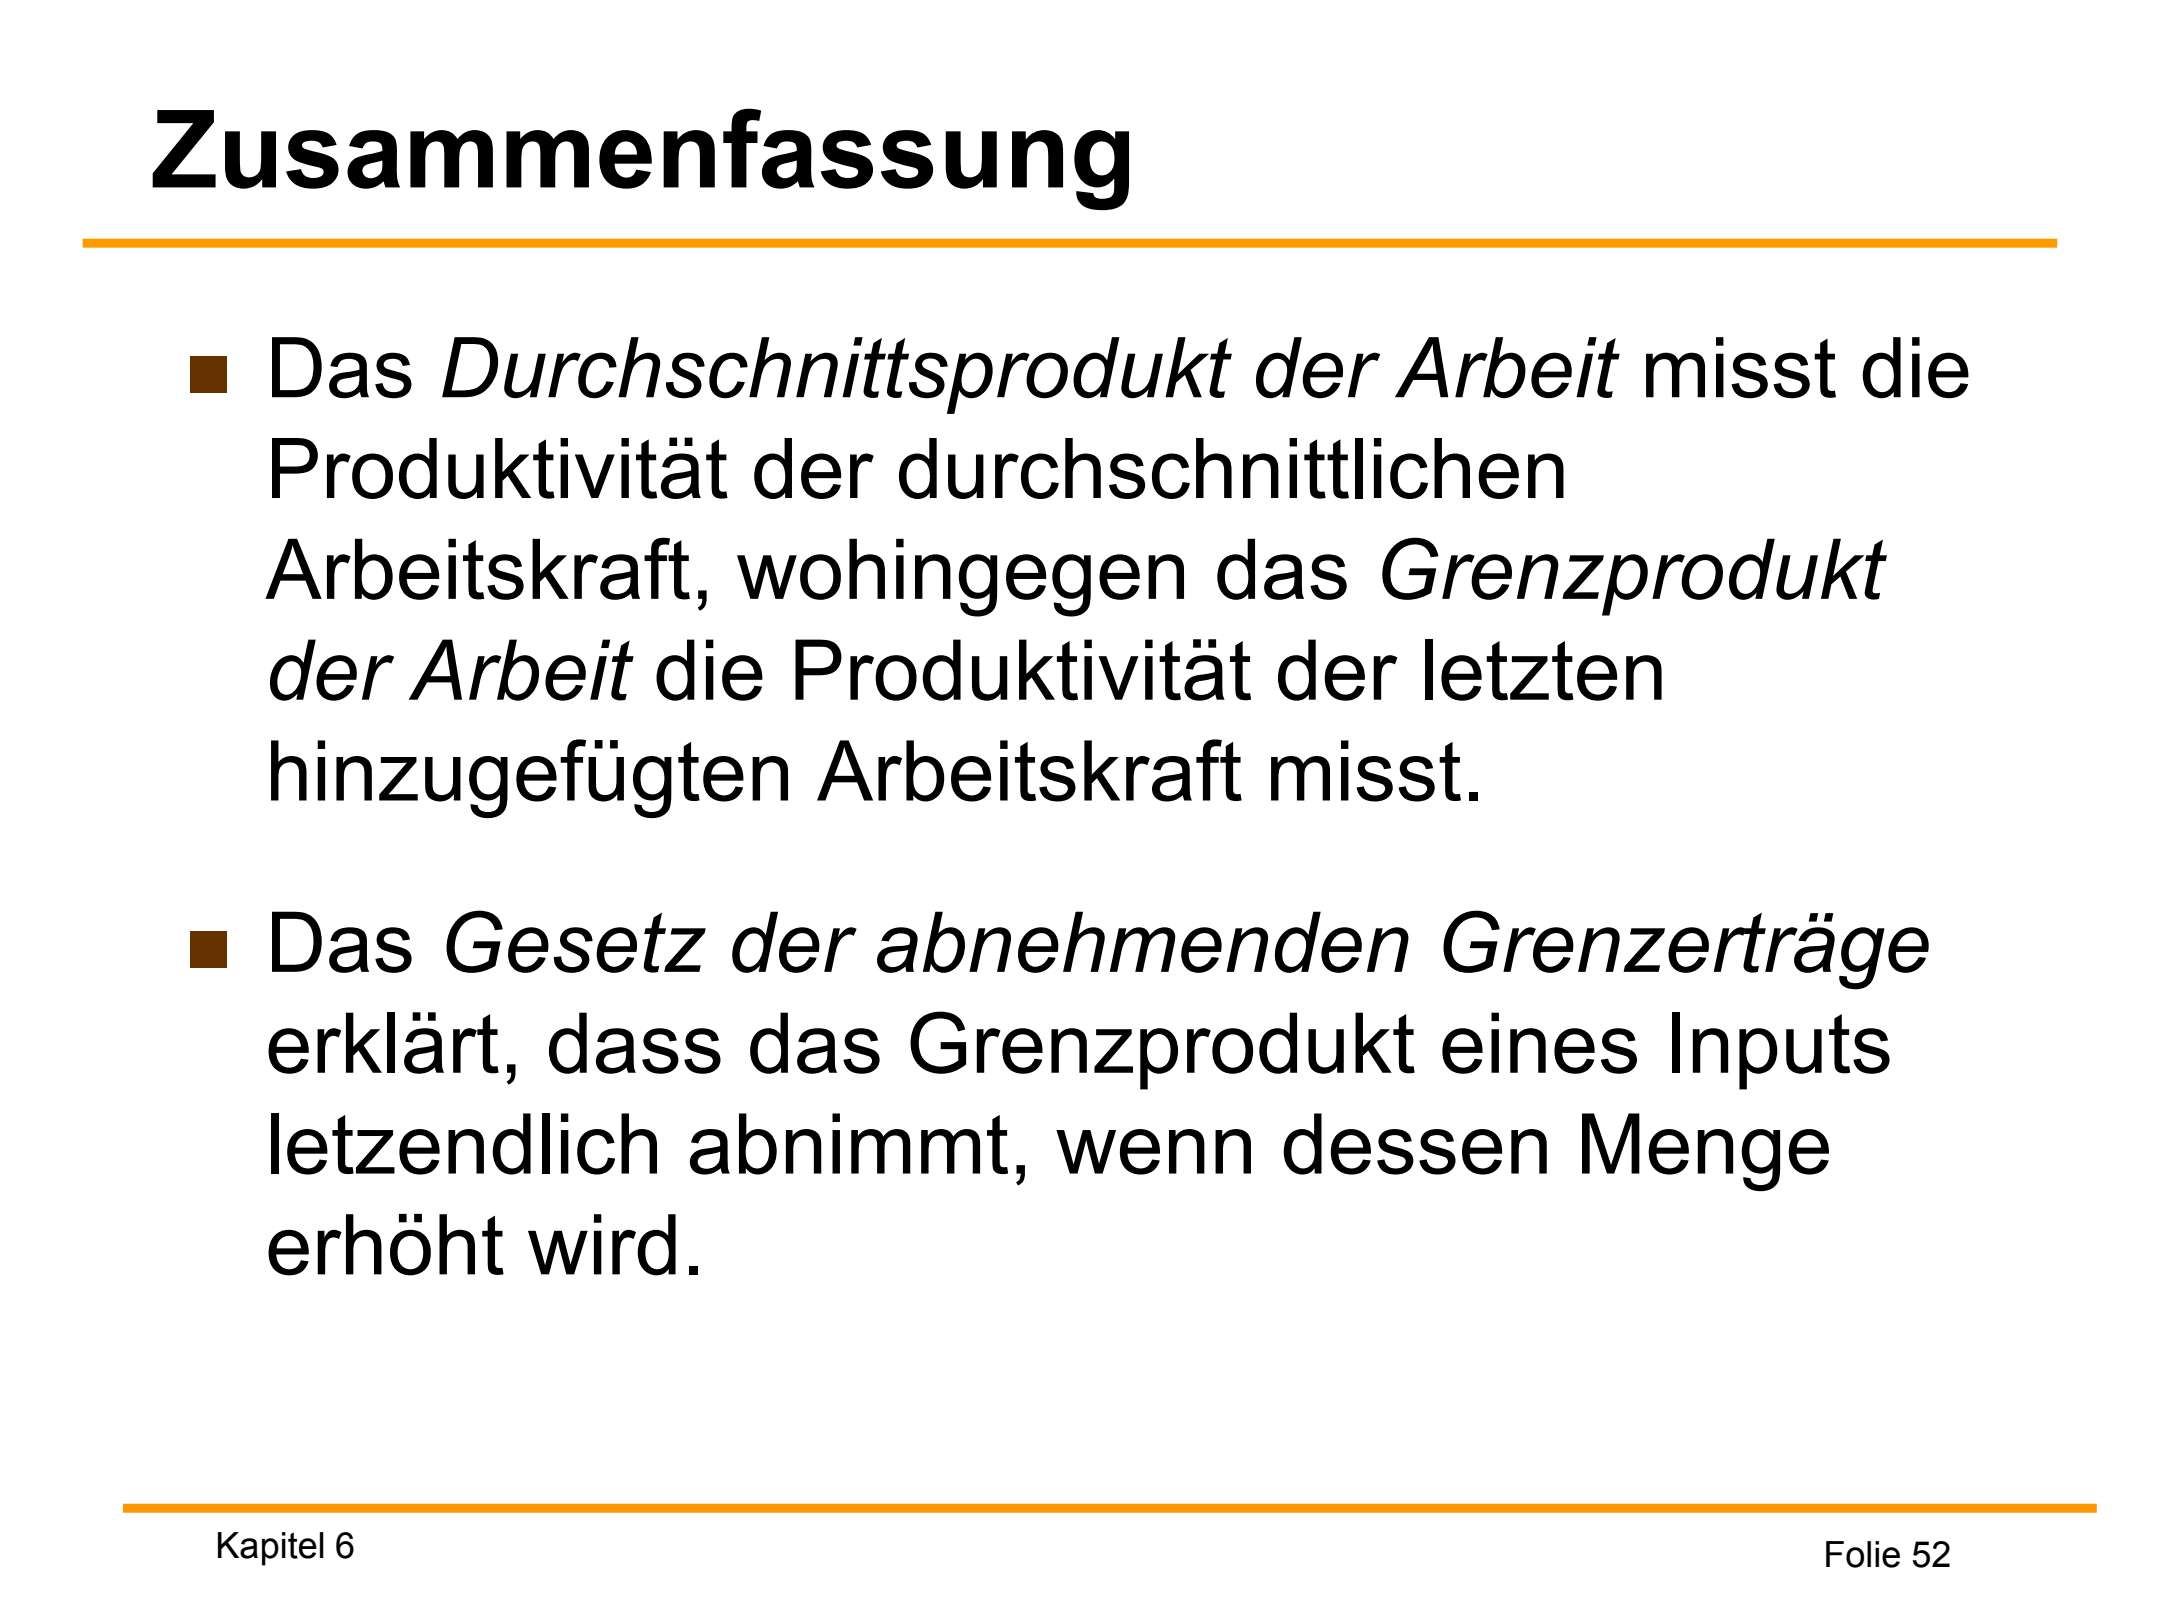 Zusammenfassung
Das Durchschnittsprodukt der Arbeit misst die
Produktivität der durchschnittlichen
Arbeitskraft, wohingegen das Grenzprodukt
der Arbeit die Produktivität der letzten
hinzugefügten Arbeitskraft misst.
Das Gesetz der abnehmenden Grenzerträge
erklärt, dass das Grenzprodukt eines Inputs
letzendlich abnimmt, wenn dessen Menge
erhöht wird.
Kapitel 6
Folie 52